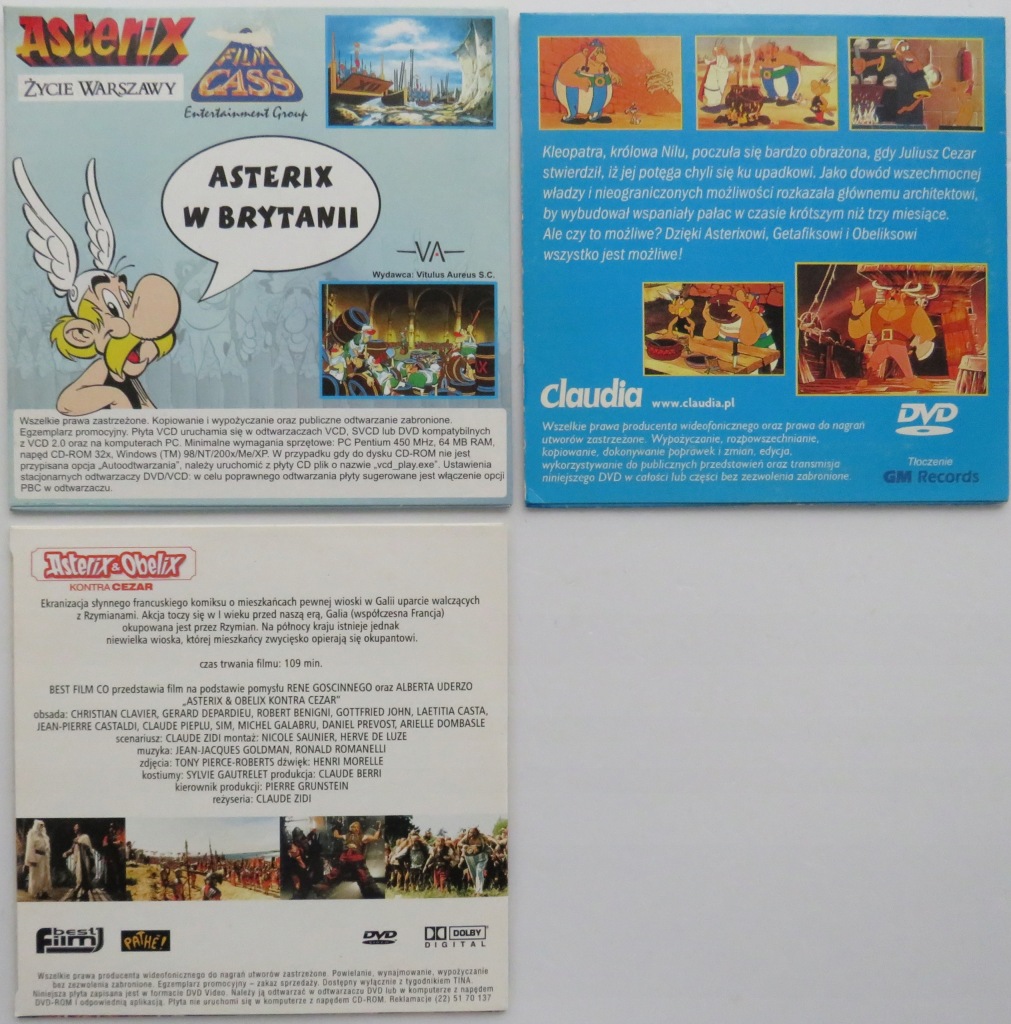 Asterix
ŻYCIE WARSZAWY
FILM
CASS
Entertainment Group
ASTERIX
W BRYTANII
VA
Wydawca: Vitulus Aureus S.C.
Wszelkie prawa zastrzeżone. Kopiowanie i wypożyczanie oraz publiczne odtwarzanie zabronione.
Egzemplarz promocyjny. Płyta VCD uruchamia się w odtwarzaczach VCD, SVCD lub DVD kompatybilnych
z VCD 2.0 oraz na komputerach PC. Minimalne wymagania sprzętowe: PC Pentium 450 MHz, 64 MB RAM,
napęd CD-ROM 32x, Windows (TM) 98/NT/200x/Me/XP. W przypadku gdy do dysku CD-ROM nie jest
przypisana opcja „Autoodtwarzania”, należy uruchomić z płyty CD plik o nazwie „vcd_play.exe”. Ustawienia
stacjonarnych odtwarzaczy DVD/VCD: w celu poprawnego odtwarzania płyty sugerowane jest włączenie opcji
PBC w odtwarzaczu.
Kleopatra, królowa Nilu, poczuła się bardzo obrażona, gdy Juliusz Cezar
stwierdził, iż jej potęga chyli się ku upadkowi. Jako dowód wszechmocnej
władzy i nieograniczonych możliwości rozkazała głównemu architektowi,
by wybudował wspaniały pałac w czasie krótszym niż trzy miesiące.
Ale czy to możliwe? Dzięki Asterixowi, Getafiksowi i Obeliksowi
wszystko jest możliwe!
claudia www.claudia.pl
DVD
VIDEO
Wszelkie prawa producenta wideofonicznego oraz prawa do nagrań
utworów zastrzeżone. Wypożyczanie, rozpowszechnianie,
kopiowanie, dokonywanie poprawek i zmian, edycja,
wykorzystywanie do publicznych przedstawień oraz transmisja
niniejszego DVD w całości lub części bez zezwolenia zabronione.
Tłoczenie
GM Records
Asterix & Obelix
KONTRA CEZAR
Ekranizacja słynnego francuskiego komiksu o mieszkańcach pewnej wioski w Galii uparcie walczących
z Rzymianami. Akcja toczy się w I wieku przed naszą erą, Galia (współczesna Francja)
okupowana jest przez Rzymian. Na północy kraju istnieje jednak
niewielka wioska, której mieszkańcy zwycięsko opierają się okupantowi.
czas trwania filmu: 109 min.
BEST FILM CO przedstawia film na podstawie pomysłu RENE GOSCINNEGO oraz ALBERTA UDERZO
„ASTERIX & OBELIX KONTRA CEZAR”
obsada: CHRISTIAN CLAVIER, GERARD DEPARDIEU, ROBERT BENIGNI, GOTTFRIED JOHN, LAETITIA CASTA,
JEAN-PIERRE CASTALDI, CLAUDE PIEPLU, SIM, MICHEL GALABRU, DANIEL PREVOST, ARIELLE DOMBASLE
scenariusz: CLAUDE ZIDI montaż: NICOLE SAUNIER, HERVE DE LUZE
muzyka: JEAN-JACQUES GOLDMAN, RONALD ROMANELLI
zdjęcia: TONY PIERCE-ROBERTS dźwięk: HENRI MORELLE
kostiumy: SYLVIE GAUTRELET produkcja: CLAUDE BERRI
kierownik produkcji: PIERRE GRUNSTEIN
reżyseria: CLAUDE ZIDI
best film
PATHE!
DVD
DOLBY
DIGITAL
Wszelkie prawa producenta wideofonicznego do nagrań utworów zastrzeżone. Powielanie, wynajmowanie, wypożyczanie
bez zezwolenia zabronione. Egzemplarz promocyjny – zakaz sprzedaży. Dostępny wyłącznie z tygodnikiem TINA.
Niniejsza płyta zapisana jest w formacie DVD Video. Należy ją odtwarzać w odtwarzaczu DVD lub w komputerze z napędem
DVD-ROM i odpowiednią aplikacją. Płyta nie uruchomi się w komputerze z napędem CD-ROM. Reklamacje (22) 51 70 137